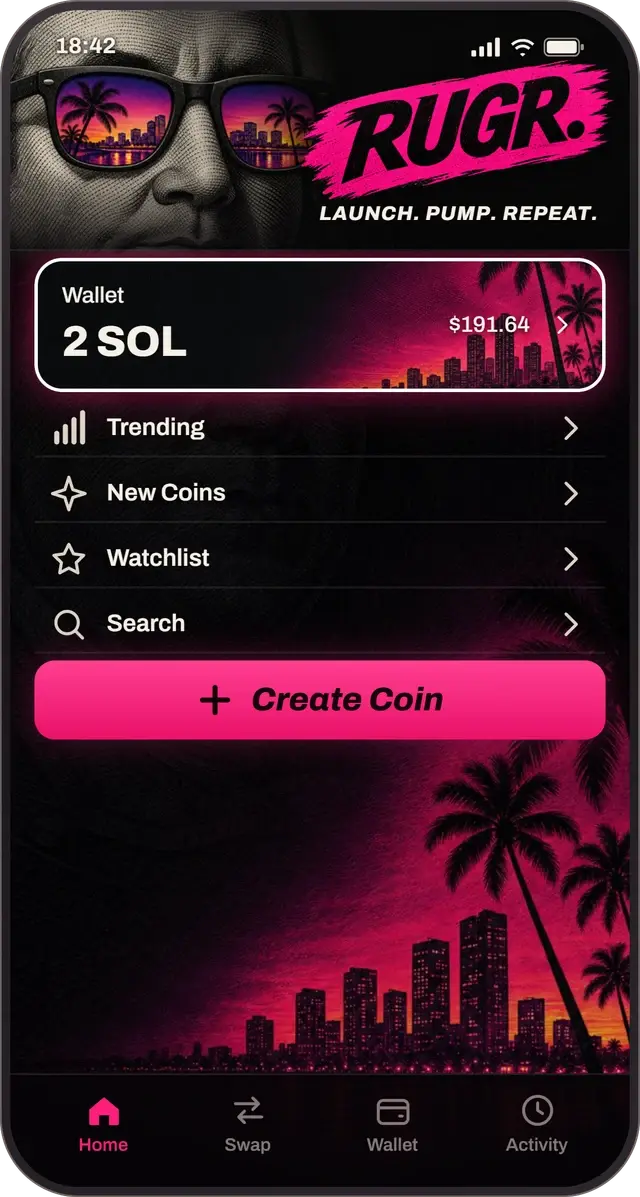 18:42
RUGR.
LAUNCH. PUMP. REPEAT.
Wallet
2 SOL
$191.64
Trending
New Coins
Watchlist
Search
+ Create Coin
Home
Swap
Wallet
Activity